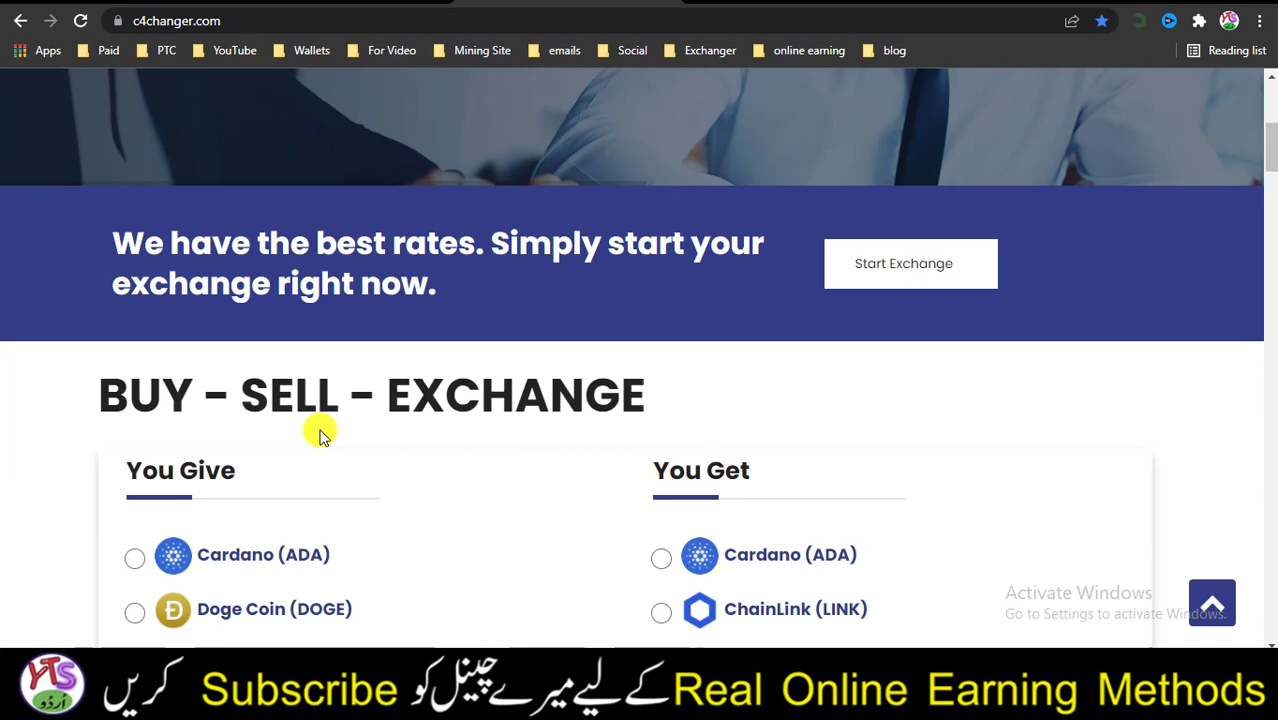 c4changer.com
Apps Paid PTC YouTube Wallets For Video Mining Site emails Social Exchanger online earning blog Reading list
We have the best rates. Simply start your
exchange right now.
Start Exchange
BUY - SELL - EXCHANGE
You Give
You Get
Cardano (ADA)
Cardano (ADA)
Doge Coin (DOGE)
ChainLink (LINK)
Activate Windows
Go to Settings to activate Windows.
YTS
اردو
Real Online Earning Methods کے لیے میرے چینل کو Subscribe کریں